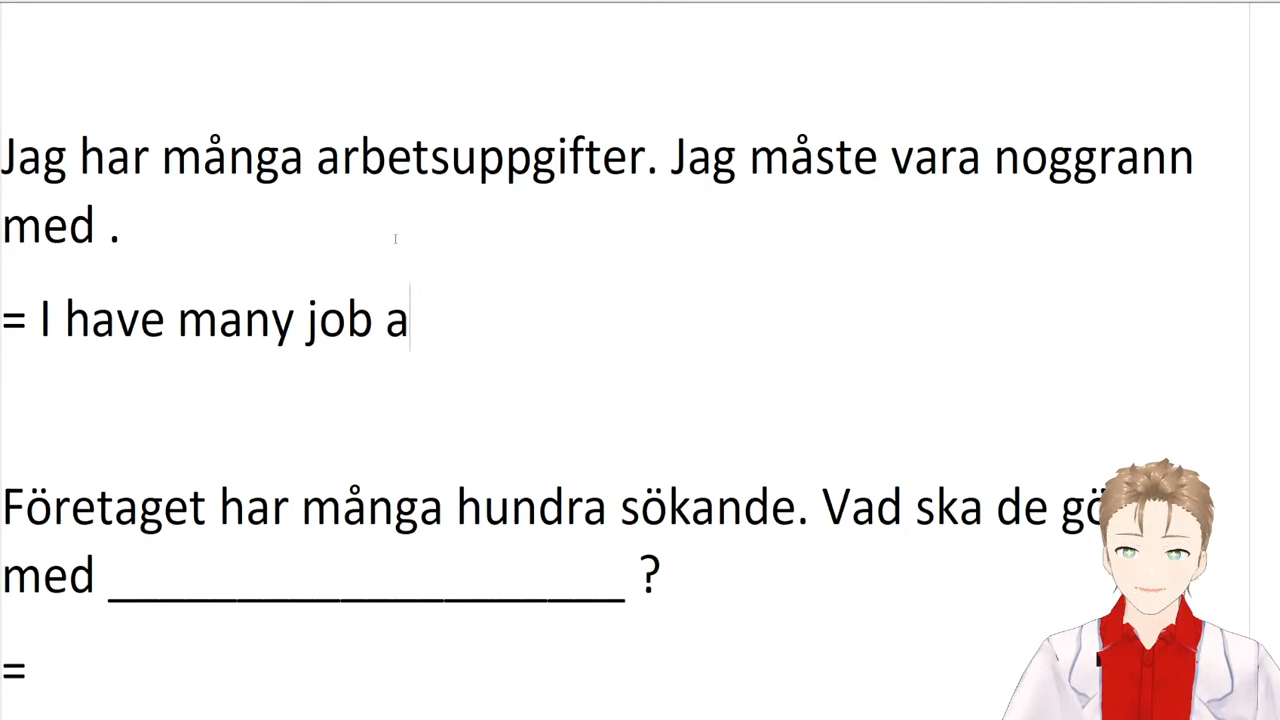 Jag har många arbetsuppgifter. Jag måste vara noggrann
med .
= I have many job a
Företaget har många hundra sökande. Vad ska de
med ____________________ ?
=